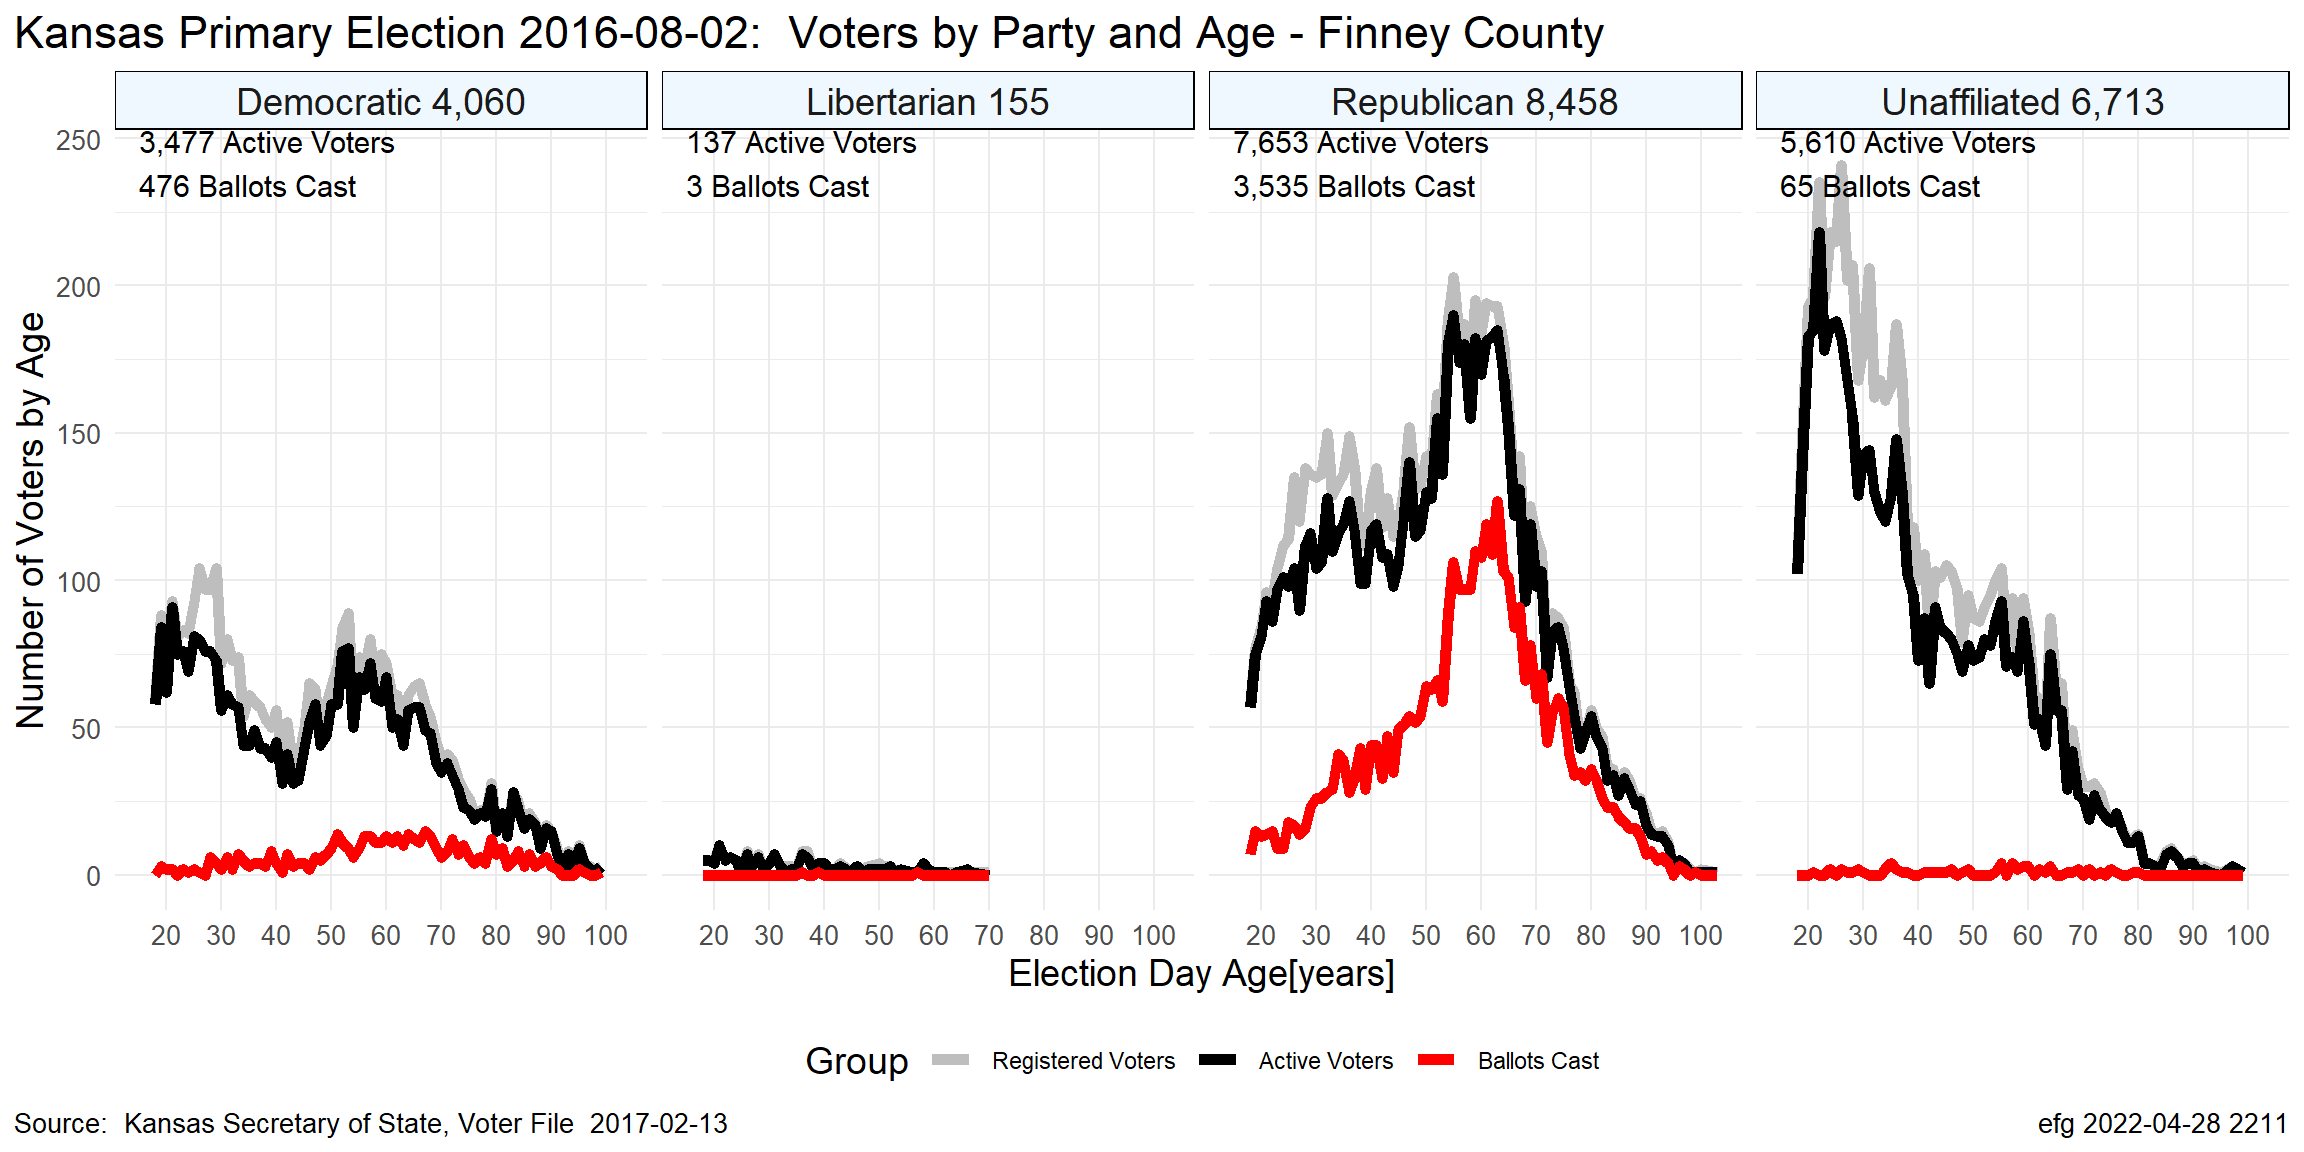 Kansas Primary Election 2016-08-02:  Voters by Party and Age - Finney County
Democratic 4,060
Libertarian 155
Republican 8,458
Unaffiliated 6,713
3,477 Active Voters
476 Ballots Cast
137 Active Voters
3 Ballots Cast
7,653 Active Voters
3,535 Ballots Cast
5,610 Active Voters
65 Ballots Cast
Number of Voters by Age
250
200
150
100
50
0
20 30 40 50 60 70 80 90 100
20 30 40 50 60 70 80 90 100
20 30 40 50 60 70 80 90 100
20 30 40 50 60 70 80 90 100
Election Day Age[years]
Group Registered Voters Active Voters Ballots Cast
Source:  Kansas Secretary of State, Voter File  2017-02-13
efg 2022-04-28 2211